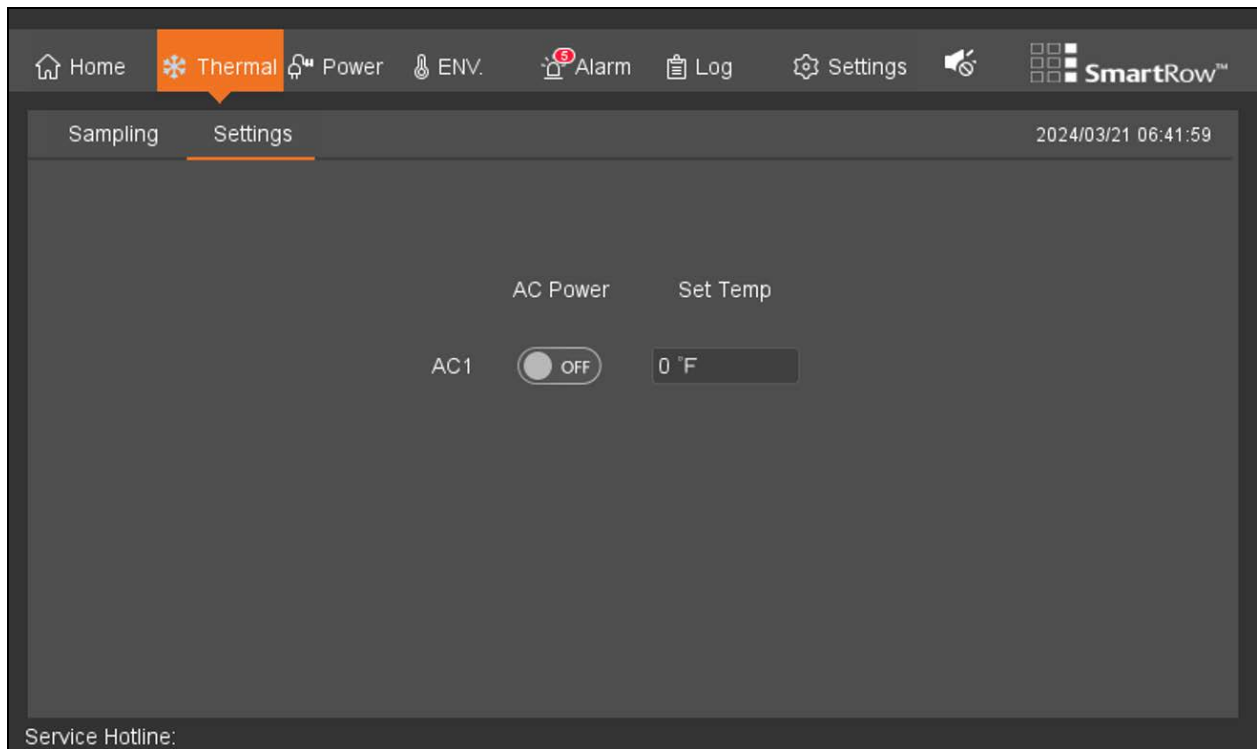 Home Thermal Power ENV. 5 Alarm Log Settings SmartRow™
Sampling Settings 2024/03/21 06:41:59
AC Power Set Temp
AC1 OFF 0 °F
Service Hotline: